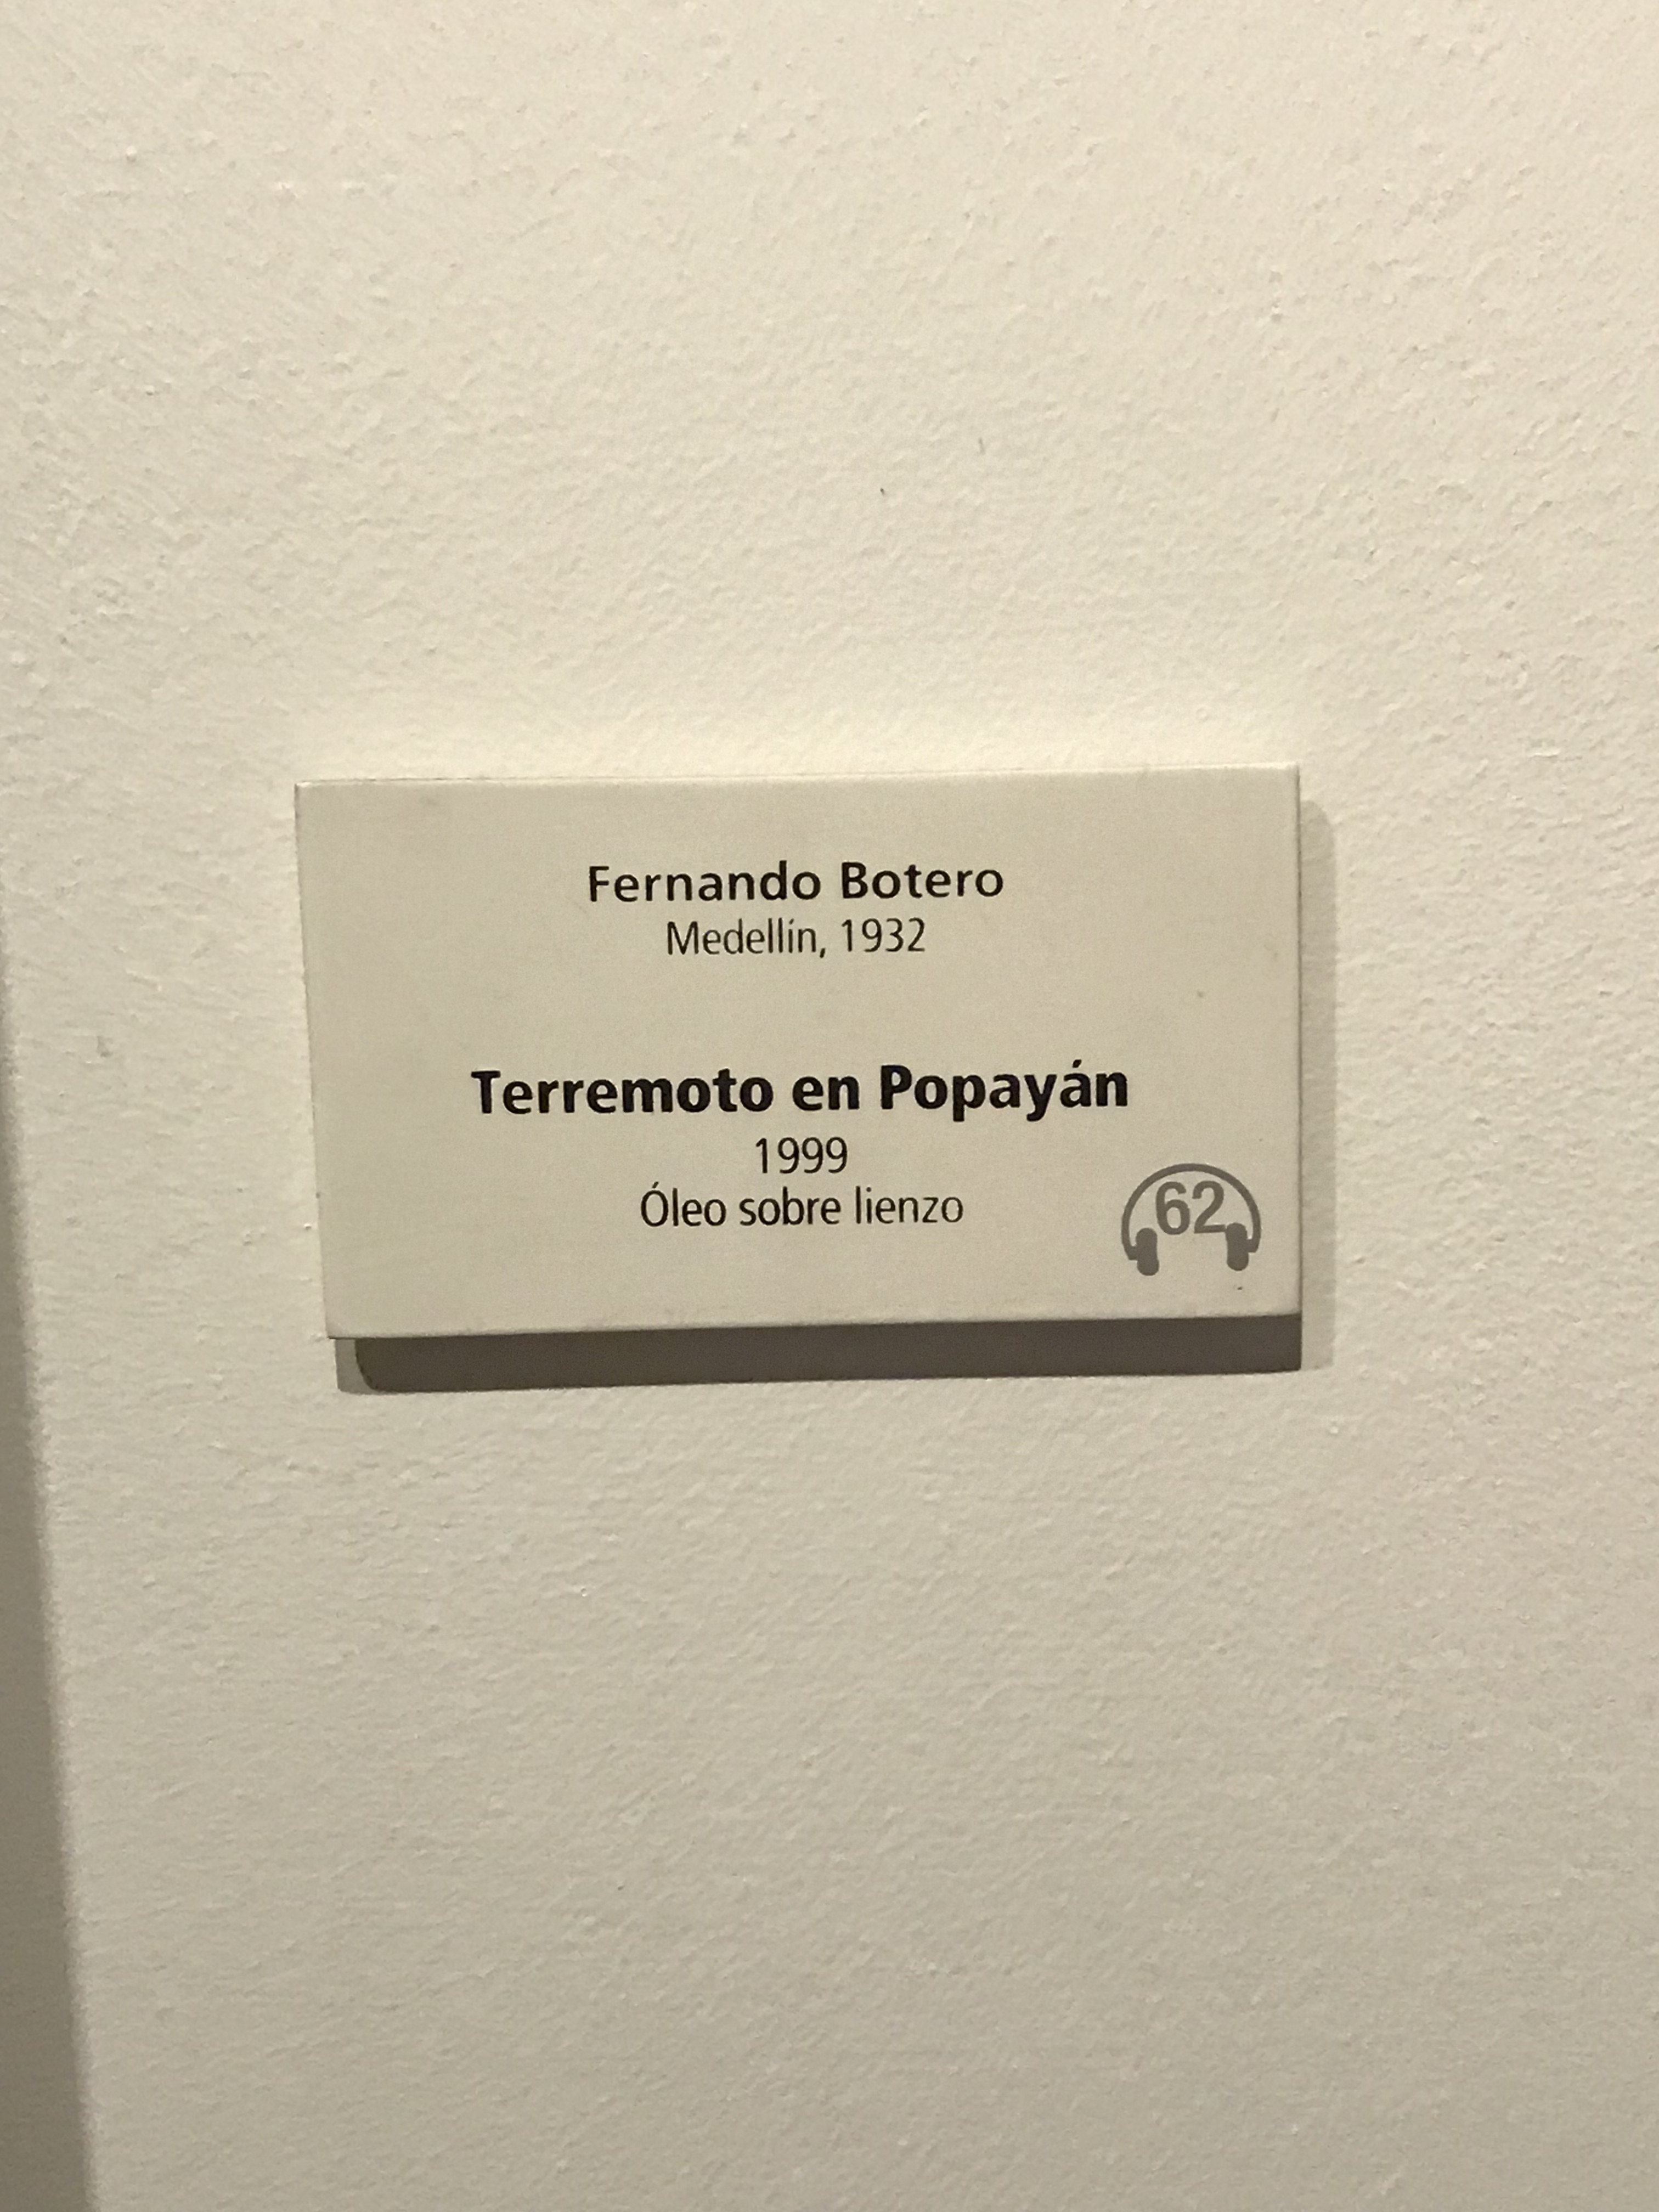 Fernando Botero
Medellín, 1932
Terremoto en Popayán
1999
Óleo sobre lienzo
62